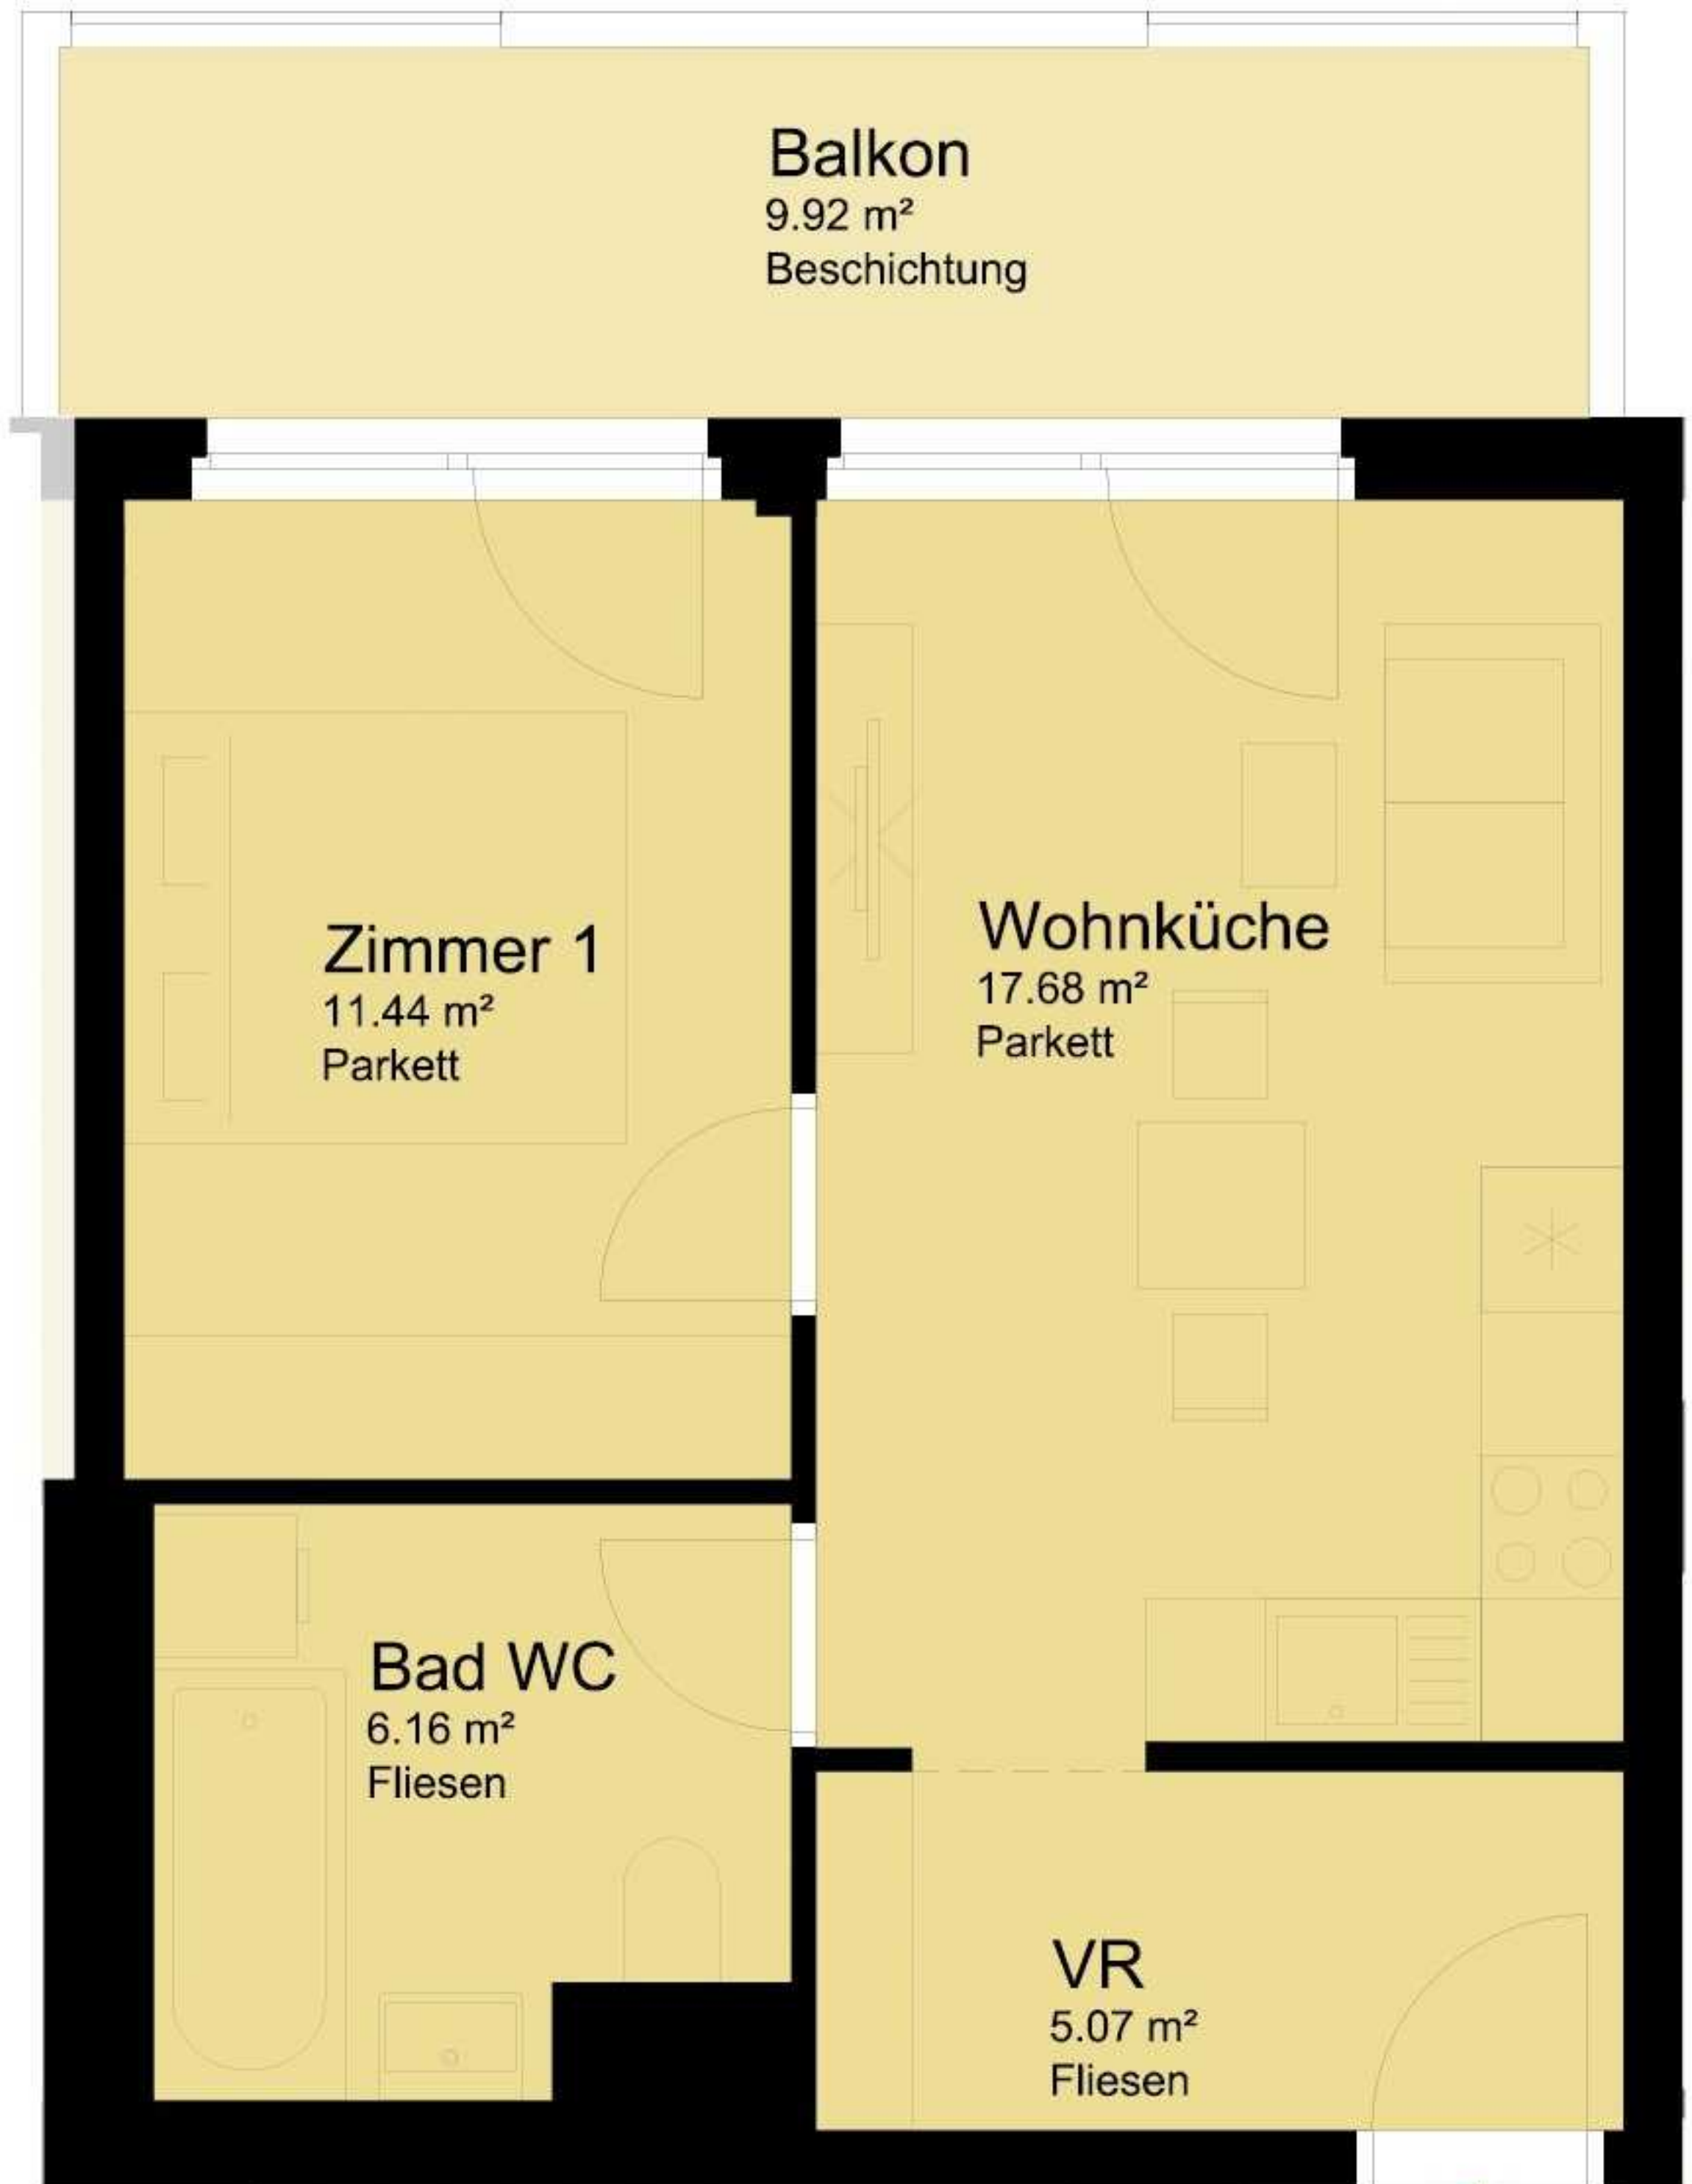 Balkon
9.92 m²
Beschichtung
Zimmer 1
11.44 m²
Parkett
Wohnküche
17.68 m²
Parkett
Bad WC
6.16 m²
Fliesen
VR
5.07 m²
Fliesen